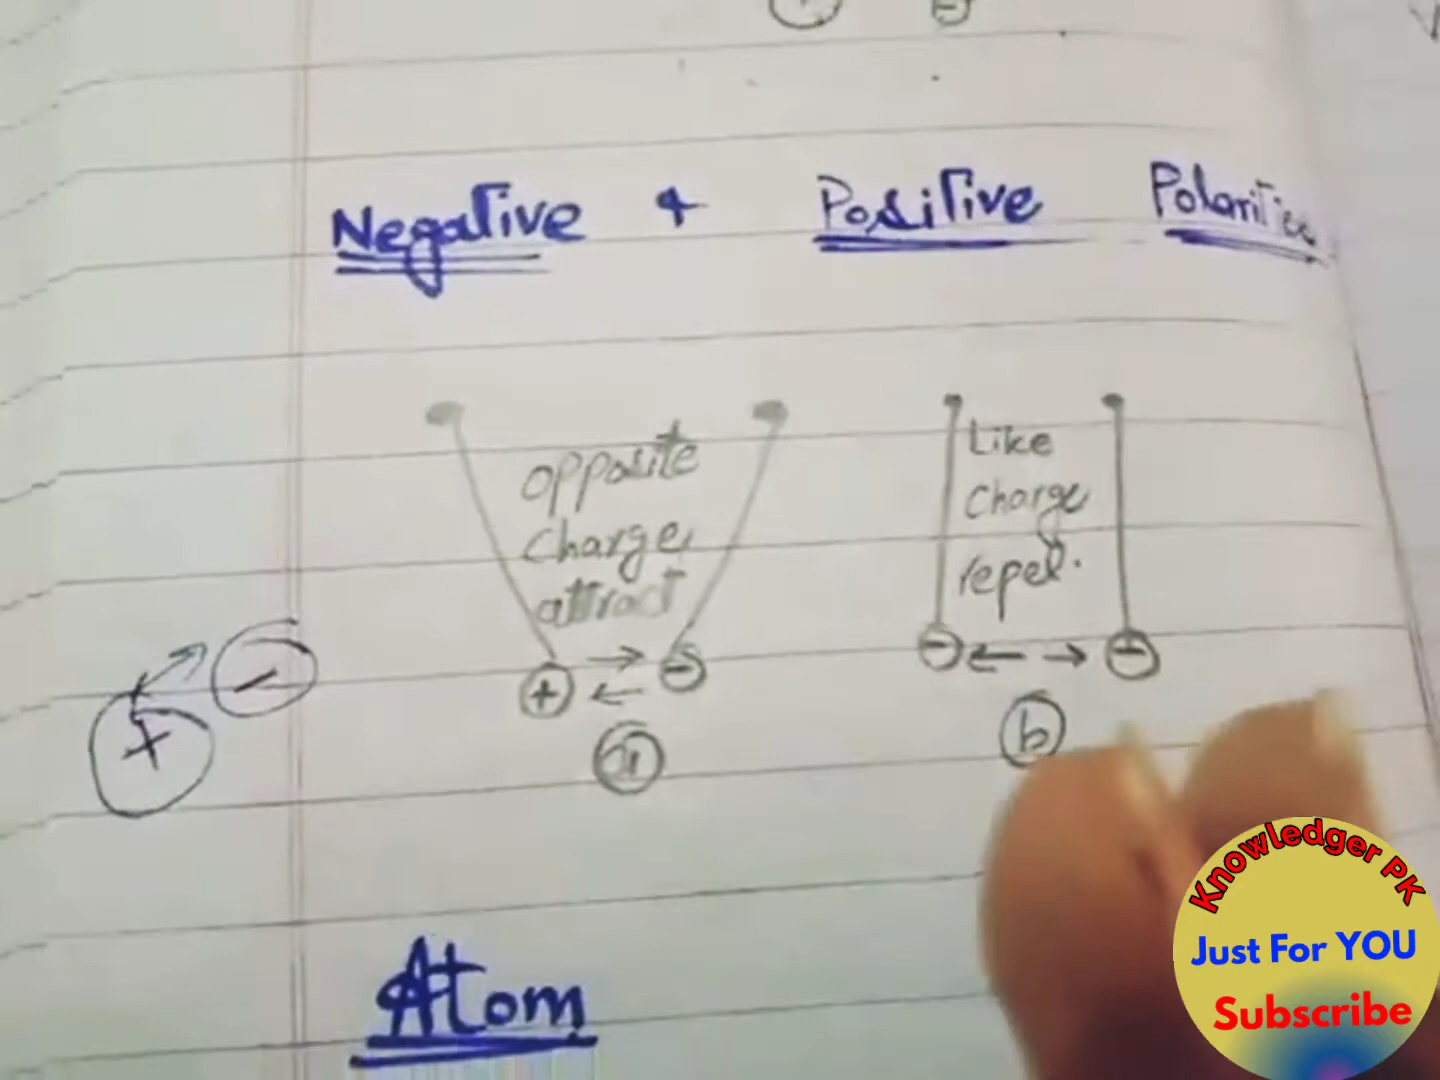 Negative + Positive Polarities
opposite
charge
attract
Like
charge
repel.
+ -
+ -
- -
a
b
Atom
Knowledger PK
Just For YOU
Subscribe